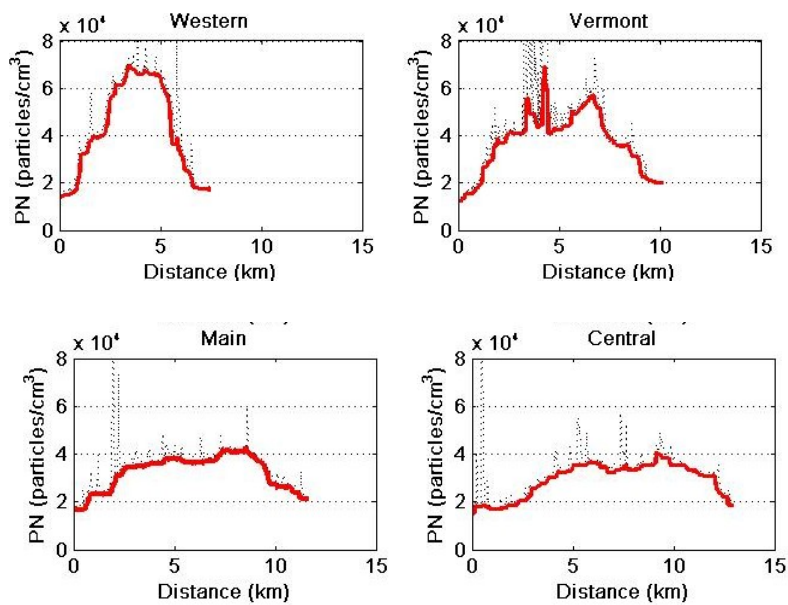 Western
x 10⁴
8
6
4
2
0
PN (particles/cm³)
0 5 10 15
Distance (km)
Vermont
x 10⁴
8
6
4
2
0
PN (particles/cm³)
0 5 10 15
Distance (km)
Main
x 10⁴
8
6
4
2
0
PN (particles/cm³)
0 5 10 15
Distance (km)
Central
x 10⁴
8
6
4
2
0
PN (particles/cm³)
0 5 10 15
Distance (km)